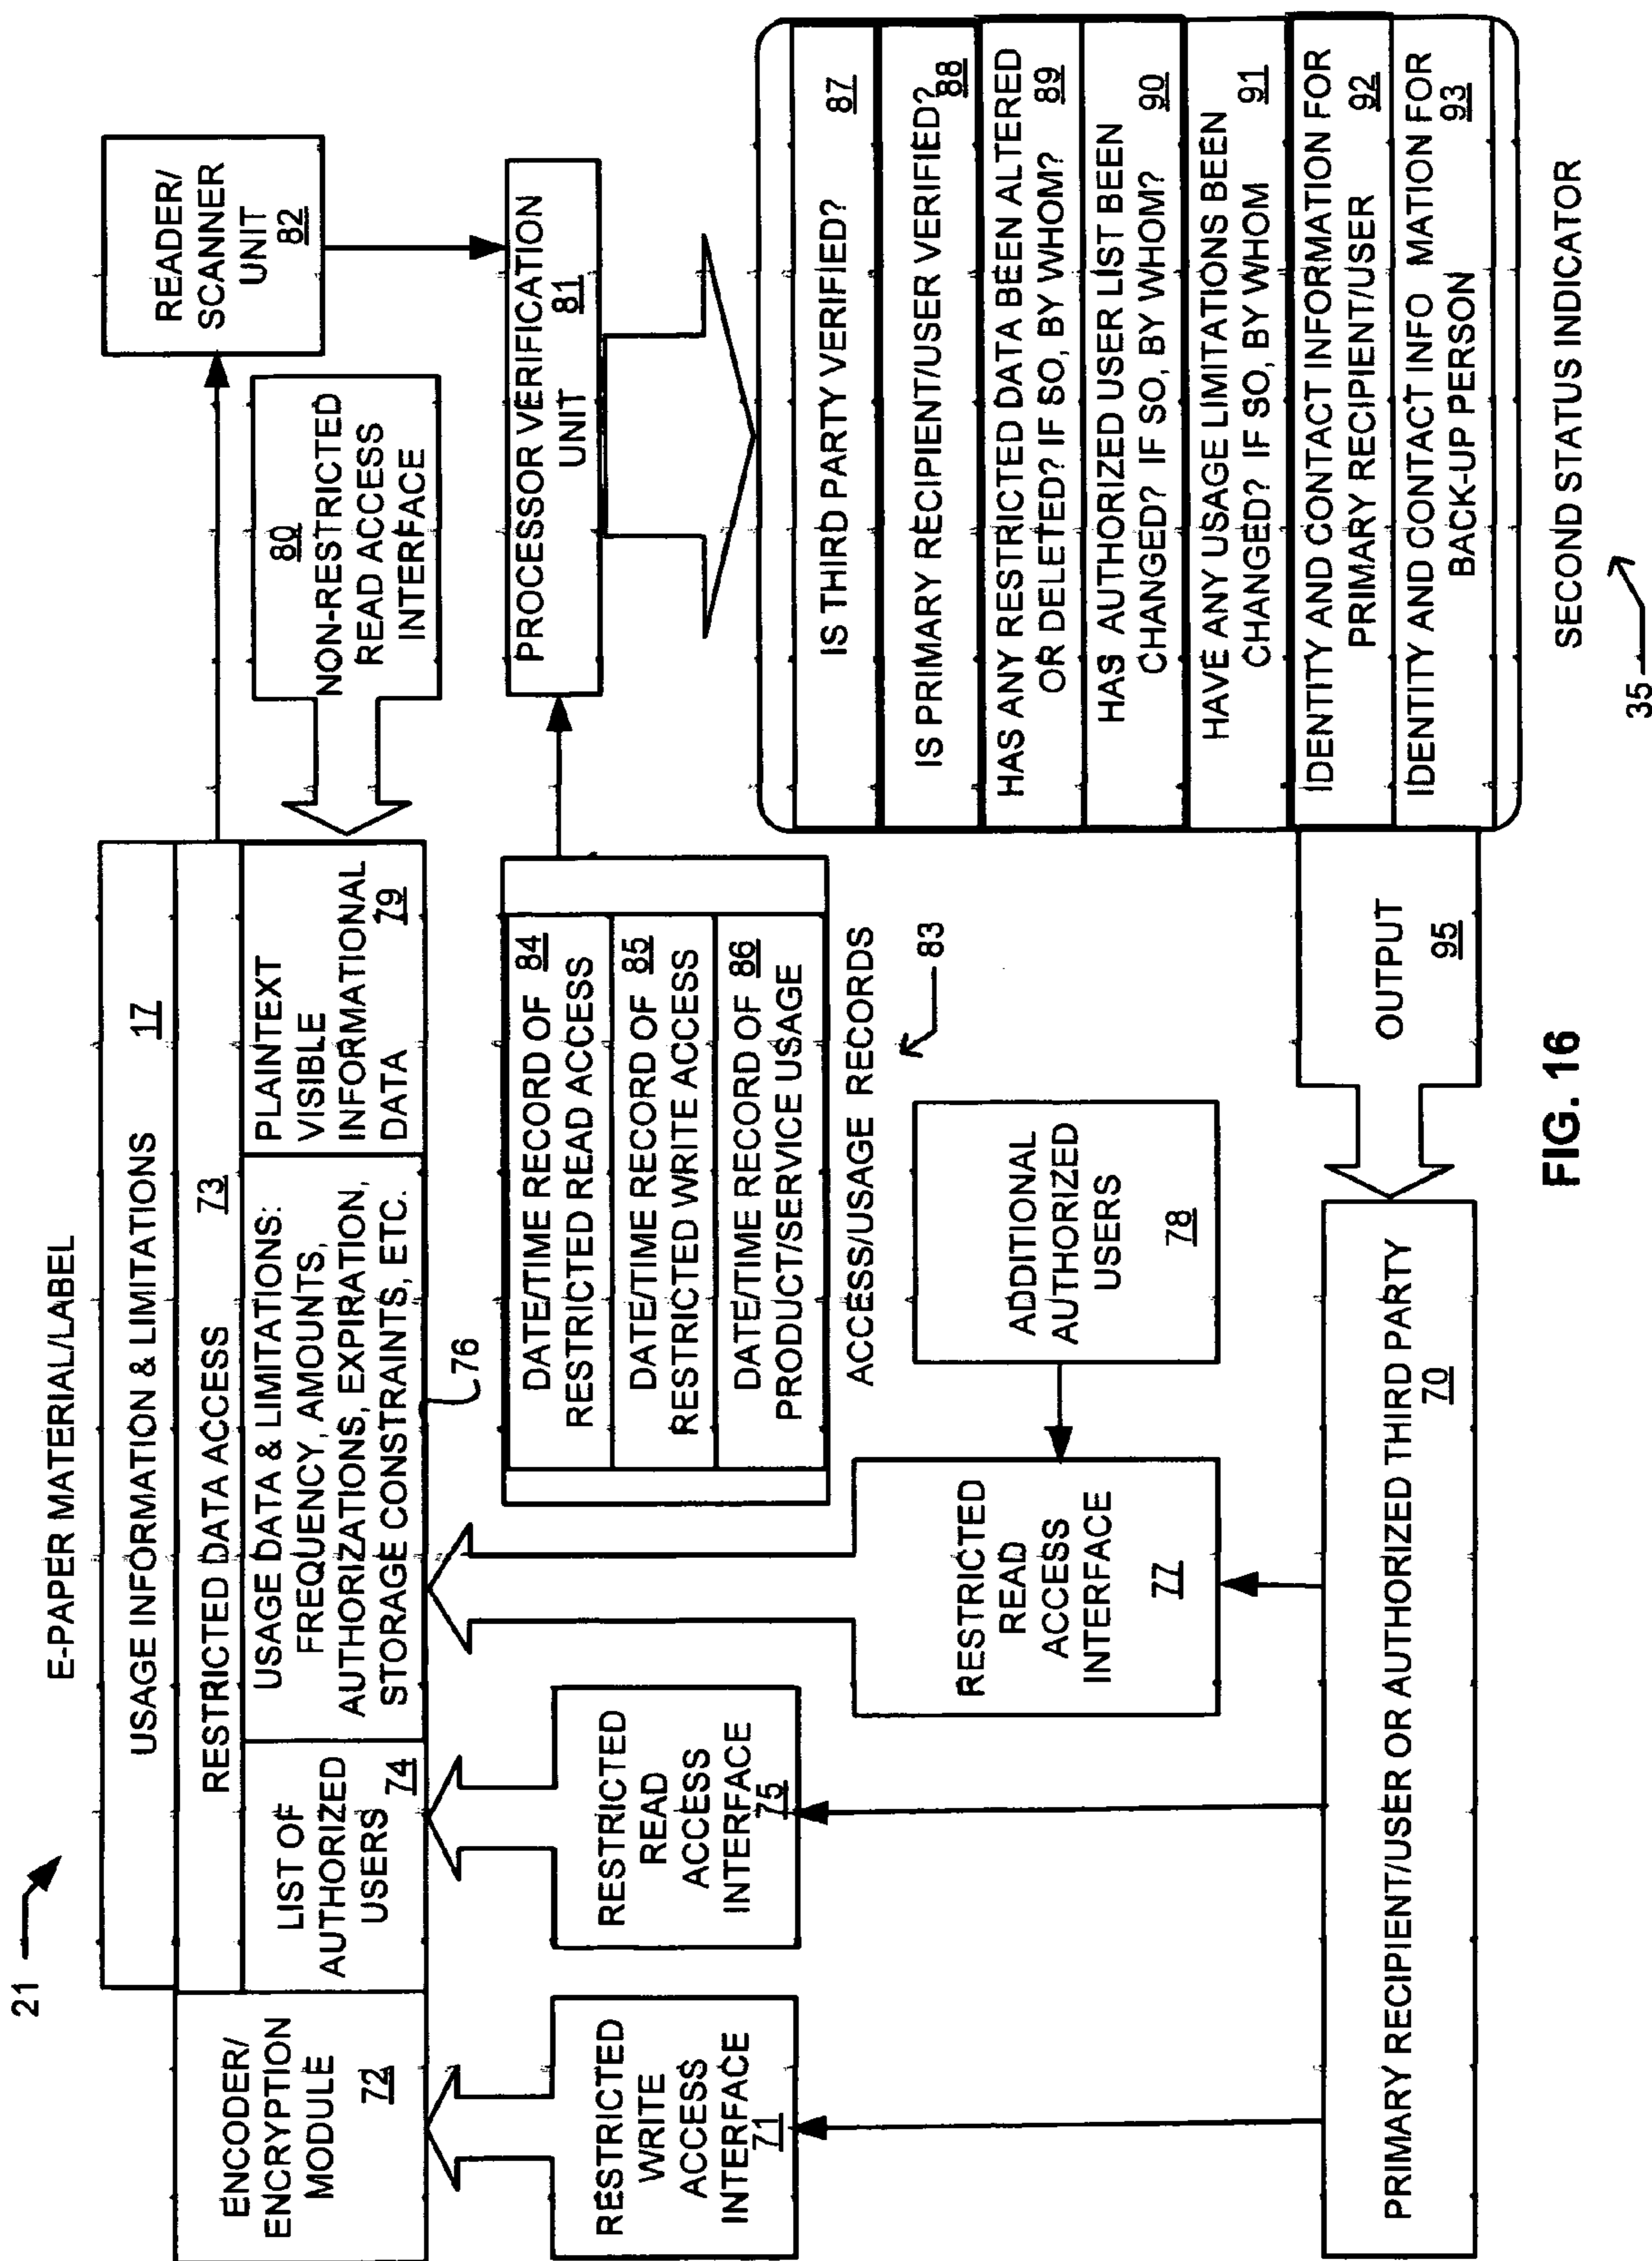 21
E-PAPER MATERIAL/LABEL
USAGE INFORMATION & LIMITATIONS 17
RESTRICTED DATA ACCESS 73
ENCODER/
ENCRYPTION
MODULE
72
LIST OF
AUTHORIZED
USERS 74
USAGE DATA & LIMITATIONS:
FREQUENCY, AMOUNTS,
AUTHORIZATIONS, EXPIRATION,
STORAGE CONSTRAINTS, ETC.
76
PLAINTEXT
VISIBLE
INFORMATIONAL
DATA 79
80
NON-RESTRICTED
READ ACCESS
INTERFACE
READER/
SCANNER
UNIT
82
RESTRICTED
WRITE
ACCESS
INTERFACE
71
RESTRICTED
READ
ACCESS
INTERFACE
75
RESTRICTED
READ
ACCESS
INTERFACE
77
ADDITIONAL
AUTHORIZED
USERS
78
DATE/TIME RECORD OF 84
RESTRICTED READ ACCESS
DATE/TIME RECORD OF 85
RESTRICTED WRITE ACCESS
DATE/TIME RECORD OF 86
PRODUCT/SERVICE USAGE
ACCESS/USAGE RECORDS
83
PROCESSOR VERIFICATION
UNIT 81
IS THIRD PARTY VERIFIED? 87
IS PRIMARY RECIPIENT/USER VERIFIED? 88
HAS ANY RESTRICTED DATA BEEN ALTERED
OR DELETED? IF SO, BY WHOM? 89
HAS AUTHORIZED USER LIST BEEN
CHANGED? IF SO, BY WHOM? 90
HAVE ANY USAGE LIMITATIONS BEEN
CHANGED? IF SO, BY WHOM 91
IDENTITY AND CONTACT INFORMATION FOR
PRIMARY RECIPIENT/USER 92
IDENTITY AND CONTACT INFO MATION FOR
BACK-UP PERSON 93
SECOND STATUS INDICATOR
35
OUTPUT
95
PRIMARY RECIPIENT/USER OR AUTHORIZED THIRD PARTY
70
FIG. 16